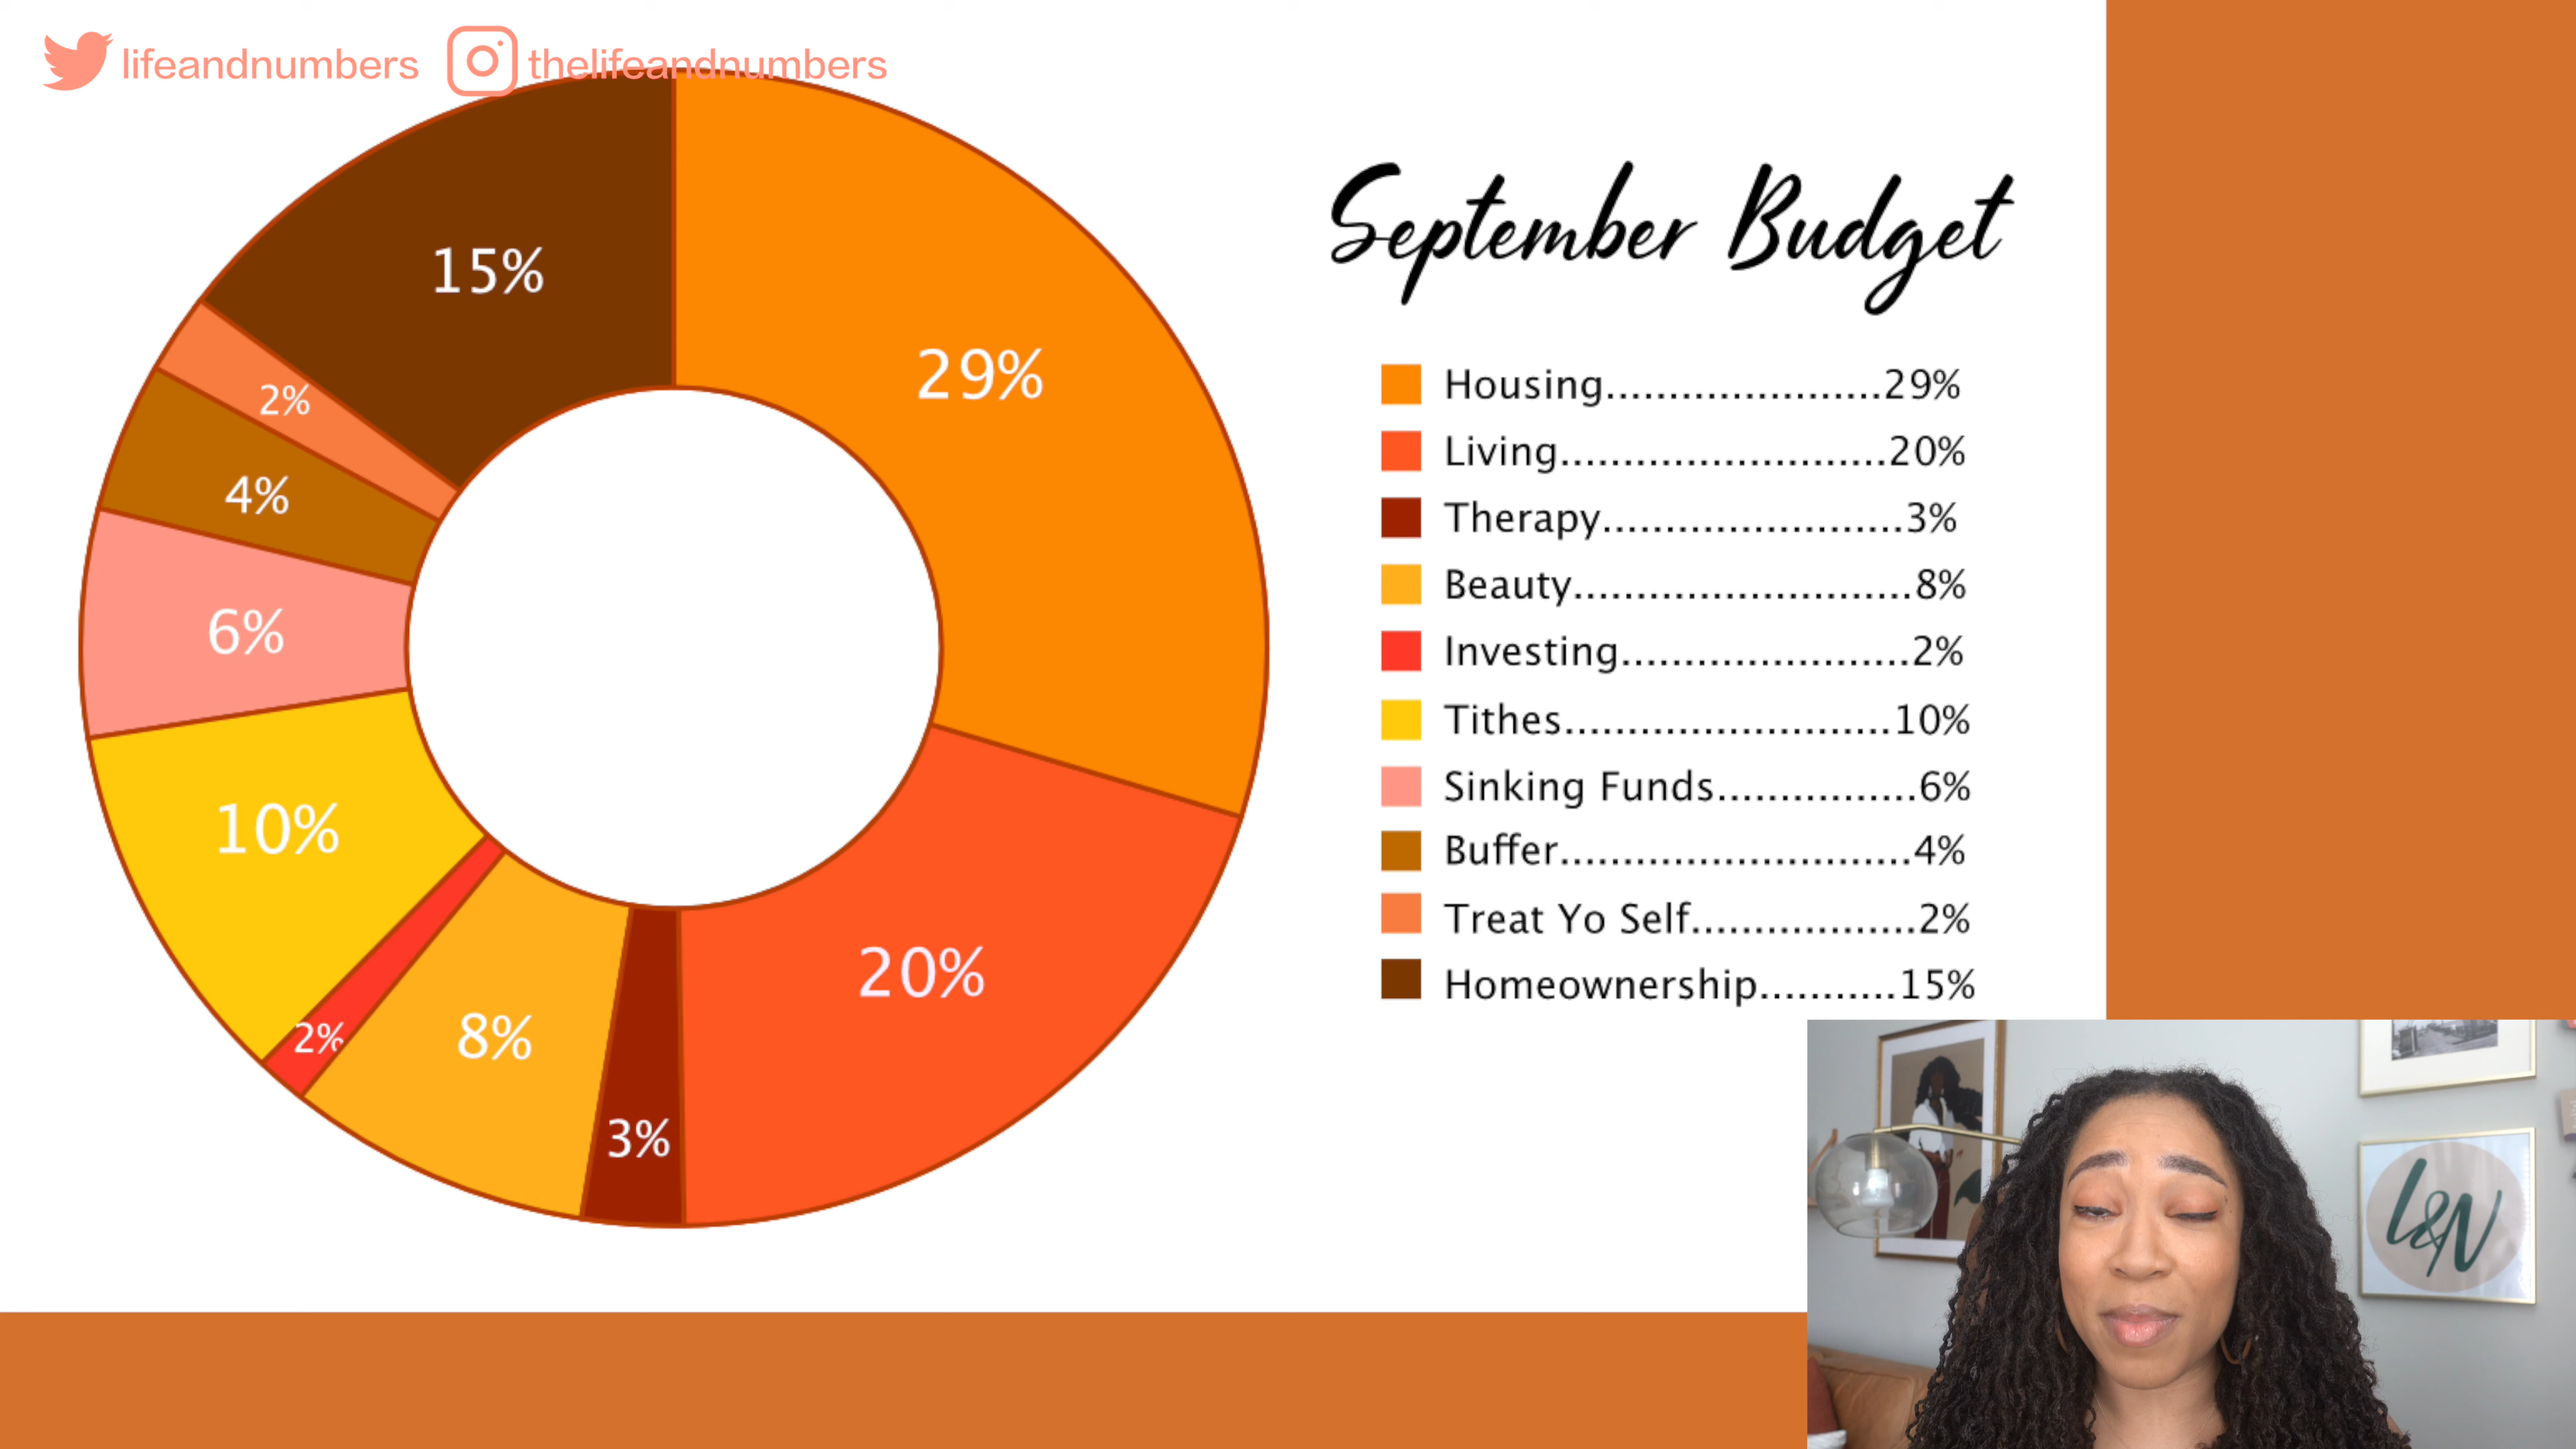 lifeandnumbers thelifeandnumbers
September Budget
15%
29%
2%
4%
6%
10%
20%
2%
8%
3%
Housing......................29%
Living..........................20%
Therapy........................3%
Beauty...........................8%
Investing.......................2%
Tithes..........................10%
Sinking Funds................6%
Buffer............................4%
Treat Yo Self..................2%
Homeownership...........15%
L&N